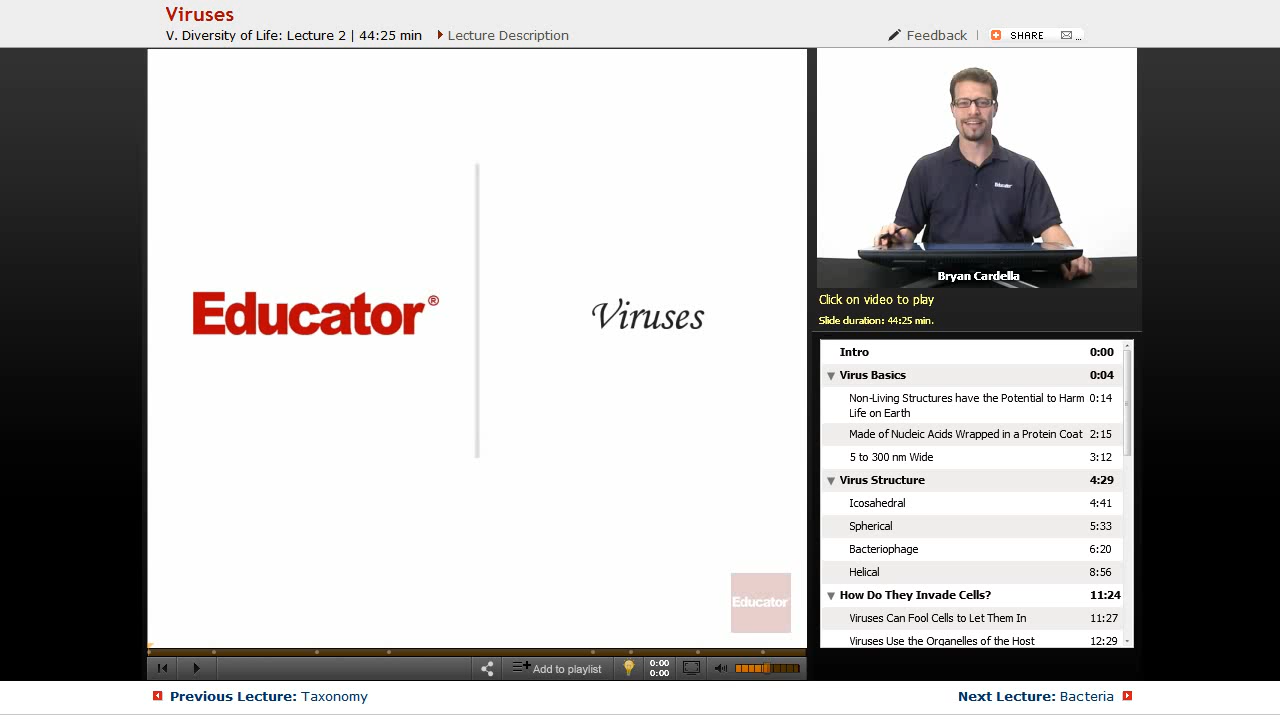 Viruses
V. Diversity of Life: Lecture 2 | 44:25 min Lecture Description
Feedback | SHARE ...
Educator®
Viruses
Educator
Educator
Bryan Cardella
Click on video to play
Slide duration: 44:25 min.
Intro 0:00
Virus Basics 0:04
Non-Living Structures have the Potential to Harm 0:14
Life on Earth
Made of Nucleic Acids Wrapped in a Protein Coat 2:15
5 to 300 nm Wide 3:12
Virus Structure 4:29
Icosahedral 4:41
Spherical 5:33
Bacteriophage 6:20
Helical 8:56
How Do They Invade Cells? 11:24
Viruses Can Fool Cells to Let Them In 11:27
Viruses Use the Organelles of the Host 12:29
Add to playlist
0:00
0:00
Previous Lecture: Taxonomy
Next Lecture: Bacteria